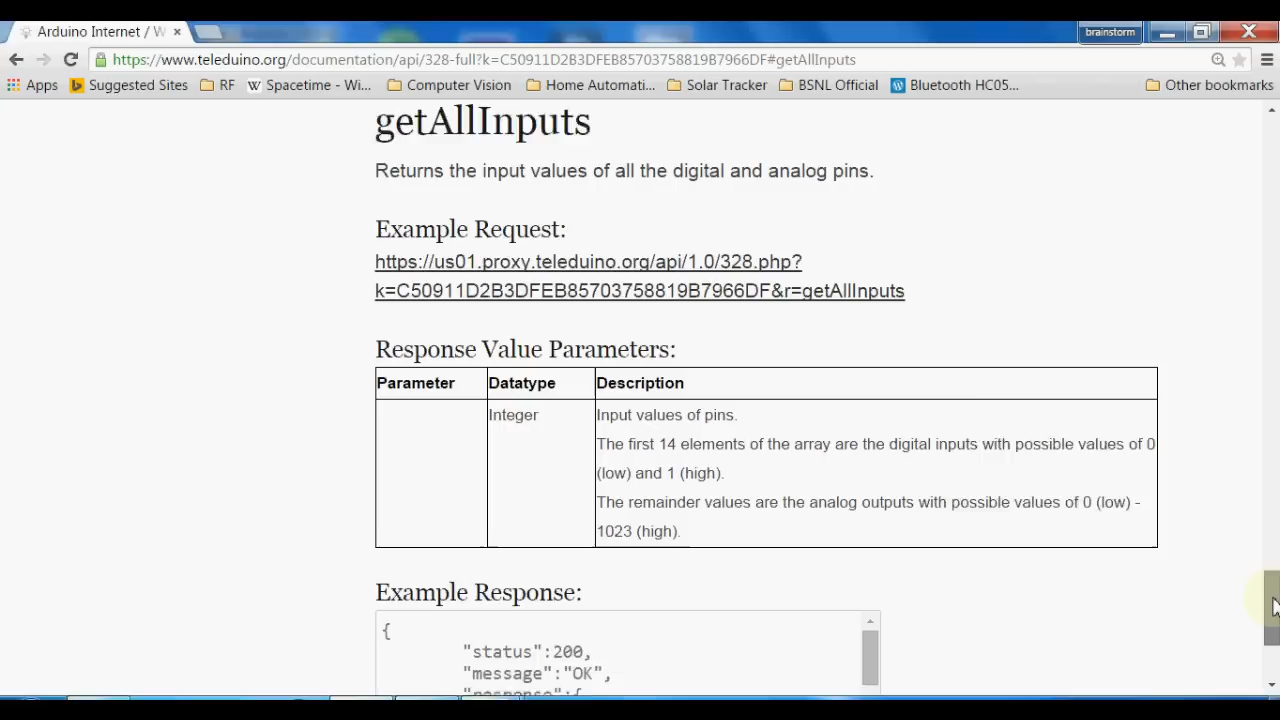 Arduino Internet / W
brainstorm
https://www.teleduino.org/documentation/api/328-full?k=C50911D2B3DFEB85703758819B7966DF#getAllInputs
Apps Suggested Sites RF Spacetime - Wi... Computer Vision Home Automati... Solar Tracker BSNL Official Bluetooth HC05... Other bookmarks
getAllInputs
Returns the input values of all the digital and analog pins.
Example Request:
https://us01.proxy.teleduino.org/api/1.0/328.php?
k=C50911D2B3DFEB85703758819B7966DF&r=getAllInputs
Response Value Parameters:
Parameter Datatype Description
Integer Input values of pins.
The first 14 elements of the array are the digital inputs with possible values of 0
(low) and 1 (high).
The remainder values are the analog outputs with possible values of 0 (low) -
1023 (high).
Example Response:
{
"status":200,
"message":"OK",
"response":{